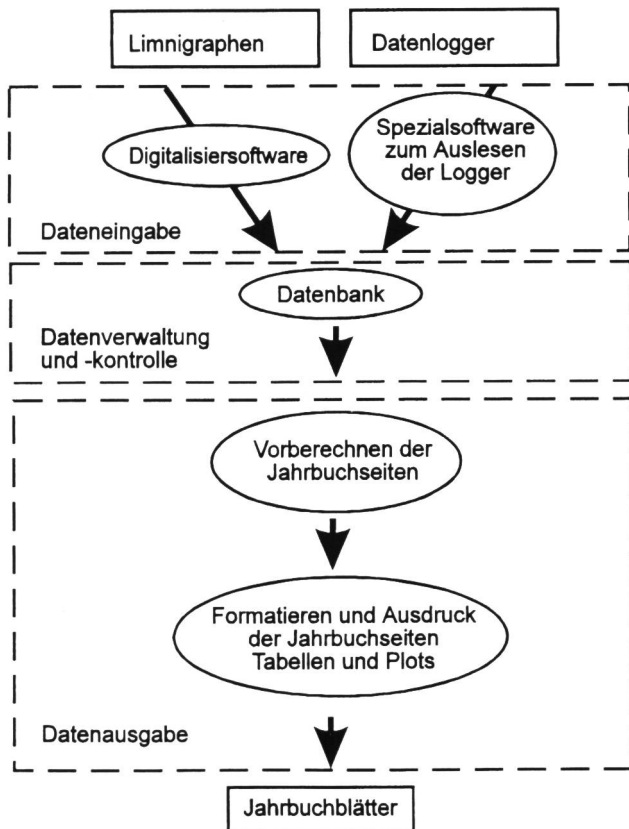 Limnigraphen
Datenlogger
Digitalisiersoftware
Spezialsoftware
zum Auslesen
der Logger
Dateneingabe
Datenbank
Datenverwaltung
und -kontrolle
Vorberechnen der
Jahrbuchseiten
Formatieren und Ausdruck
der Jahrbuchseiten
Tabellen und Plots
Datenausgabe
Jahrbuchblätter